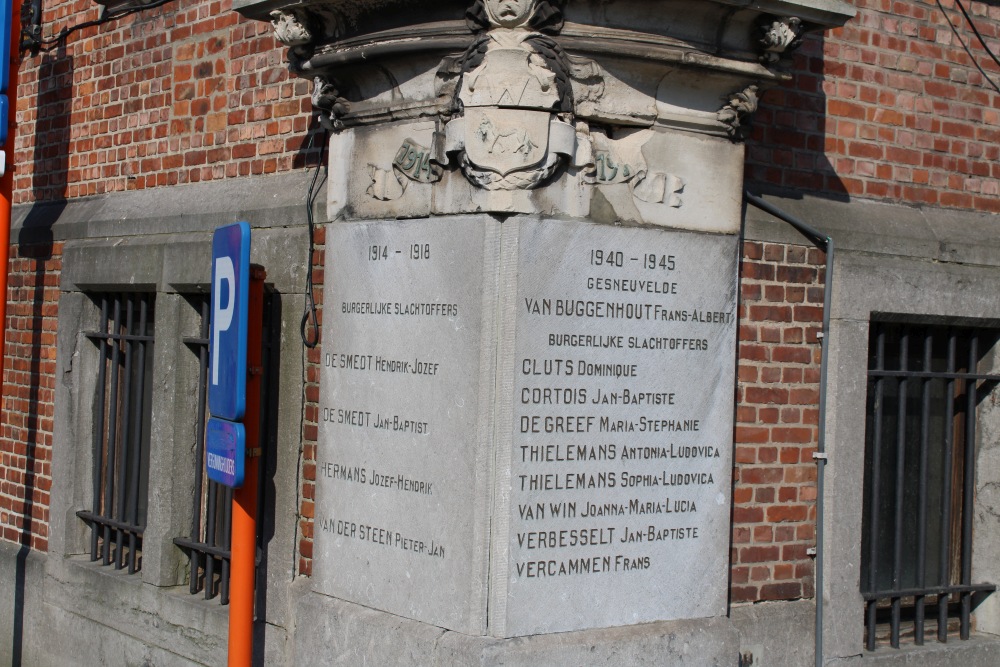 1914
19
1914 - 1918
BURGERLIJKE SLACHTOFFERS
DE SMEDT HENDRIK-JOZEF
DE SMEDT JAN-BAPTIST
HERMANS JOZEF-HENDRIK
VAN DER STEEN PIETER-JAN
1940 - 1945
GESNEUVELDE
VAN BUGGENHOUT FRANS-ALBERT
BURGERLIJKE SLACHTOFFERS
CLUTS DOMINIQUE
CORTOIS JAN-BAPTISTE
DE GREEF MARIA-STEPHANIE
THIELEMANS ANTONIA-LUDOVICA
THIELEMANS SOPHIA-LUDOVICA
VAN WIN JOANNA-MARIA-LUCIA
VERBESSELT JAN-BAPTISTE
VERCAMMEN FRANS
P